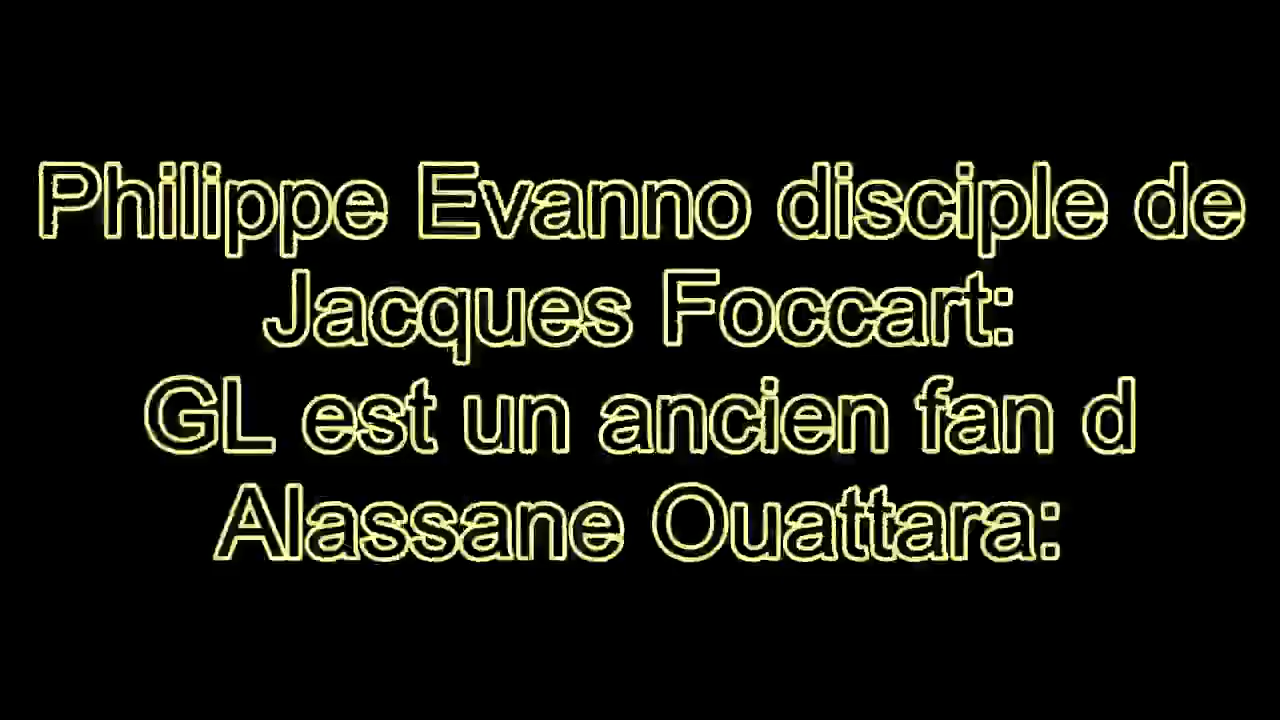 Philippe Evanno disciple de
Jacques Foccart:
GL est un ancien fan d
Alassane Ouattara: